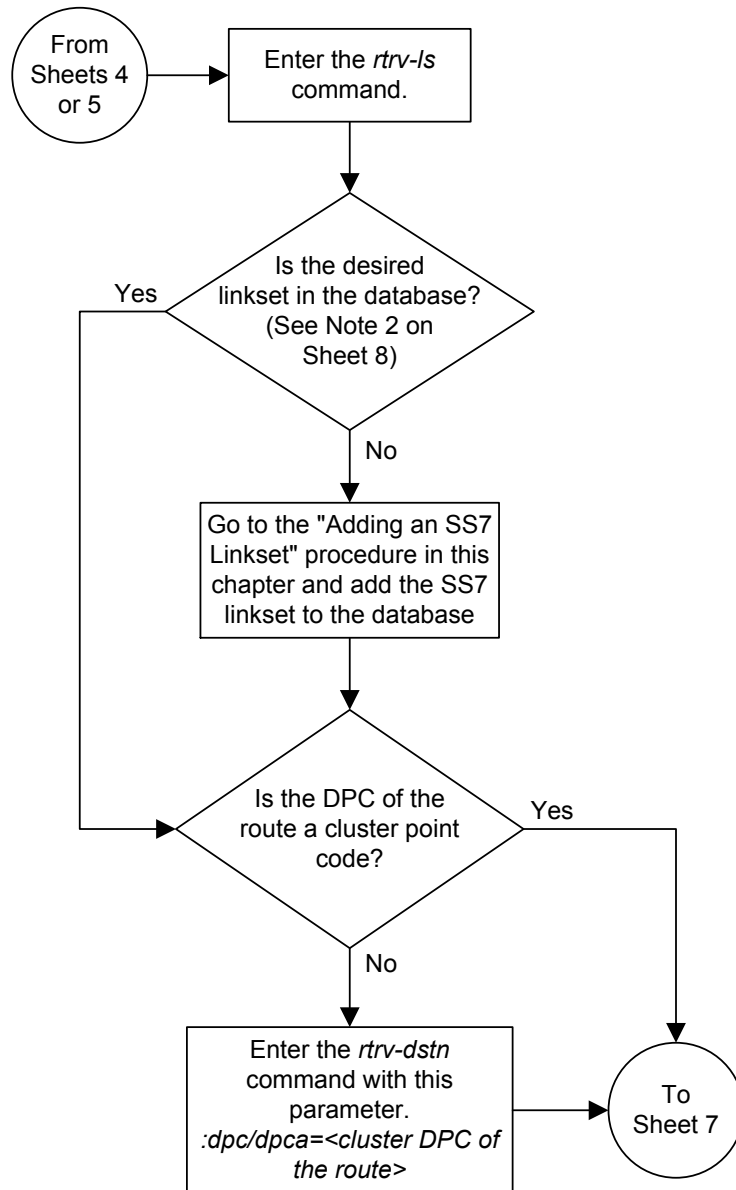 From
Sheets 4
or 5
Enter the rtrv-ls
command.
Is the desired
linkset in the database?
(See Note 2 on
Sheet 8)
Yes
No
Go to the "Adding an SS7
Linkset" procedure in this
chapter and add the SS7
linkset to the database
Is the DPC of the
route a cluster point
code?
Yes
No
Enter the rtrv-dstn
command with this
parameter.
:dpc/dpca=<cluster DPC of
the route>
To
Sheet 7